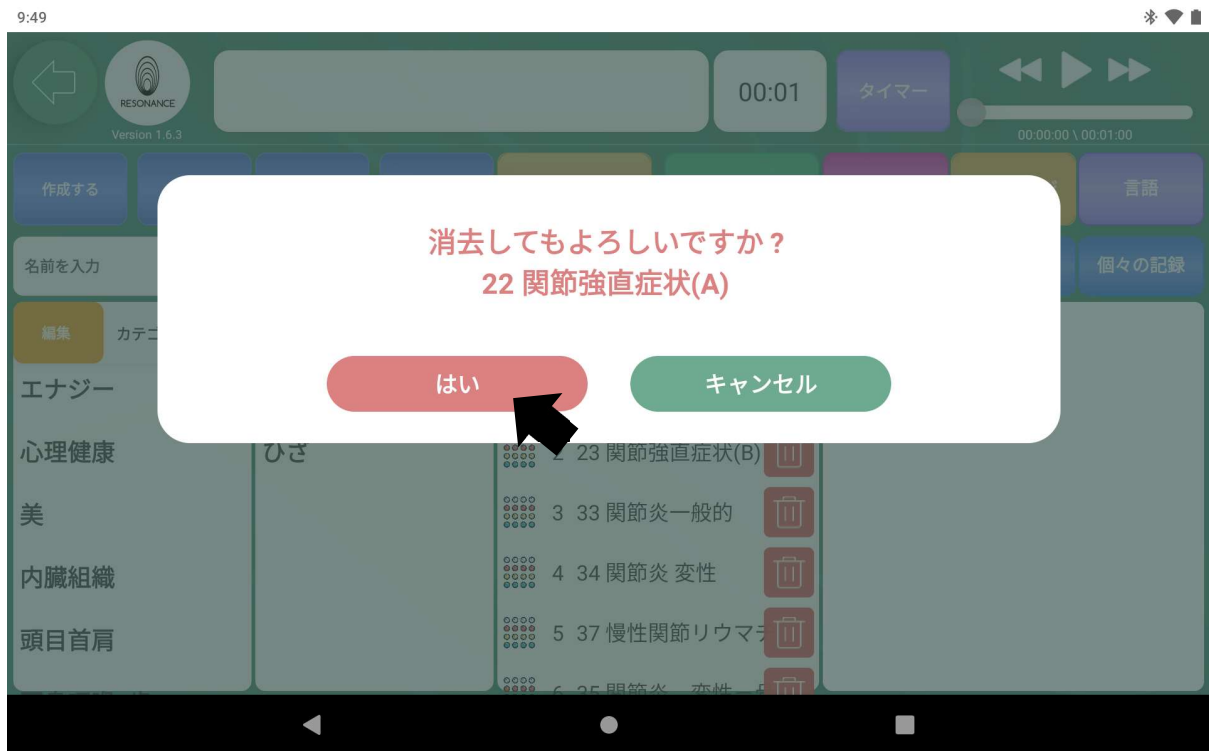 9:49
RESONANCE
Version 1.6.3
00:01
タイマー
00:00:00 \ 00:01:00
作成する
言語
名前を入力
個々の記録
編集
カテゴ
消去してもよろしいですか?
22 関節強直症状(A)
はい
キャンセル
エナジー
心理健康
美
内臓組織
頭目首肩
ひざ
2 23 関節強直症状(B)
3 33 関節炎一般的
4 34 関節炎 変性
5 37 慢性関節リウマチ